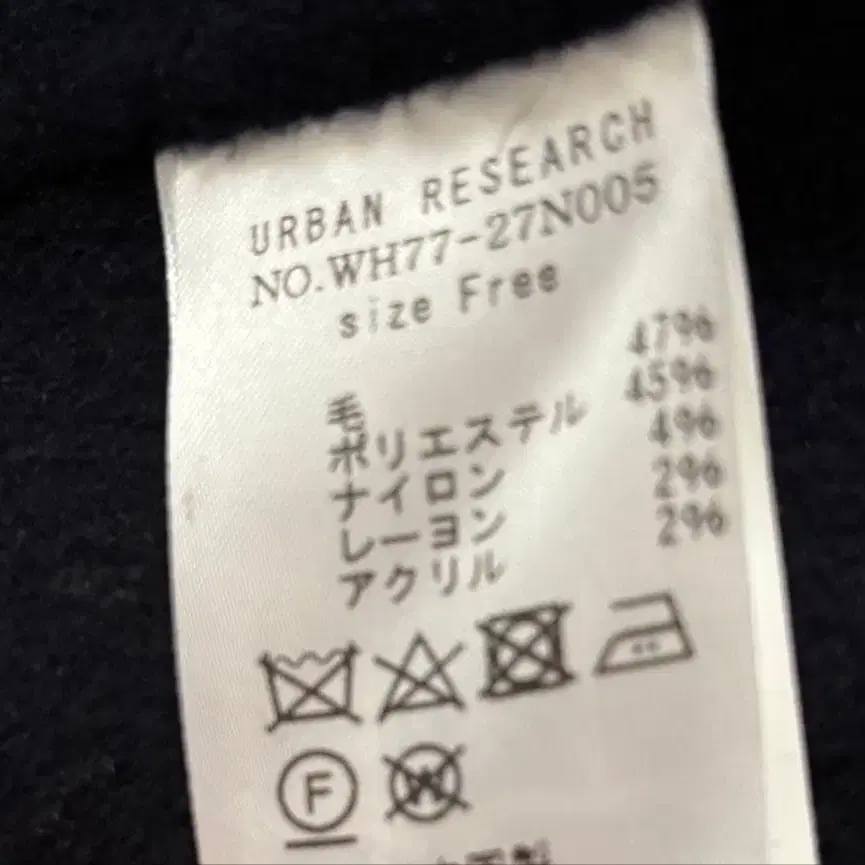 URBAN RESEARCH
NO.WH77-27N005
size Free
毛 47%
ポリエステル 45%
ナイロン 4%
レーヨン 2%
アクリル 2%
F
W